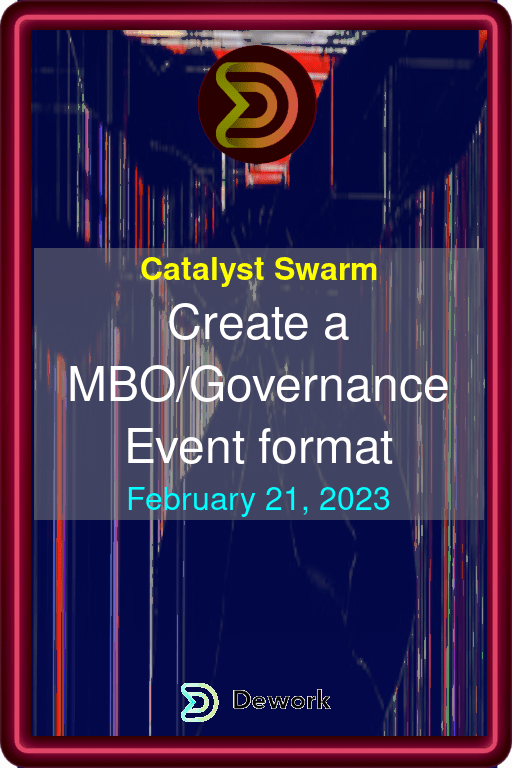 Catalyst Swarm
Create a
MBO/Governance
Event format
February 21, 2023
Dework